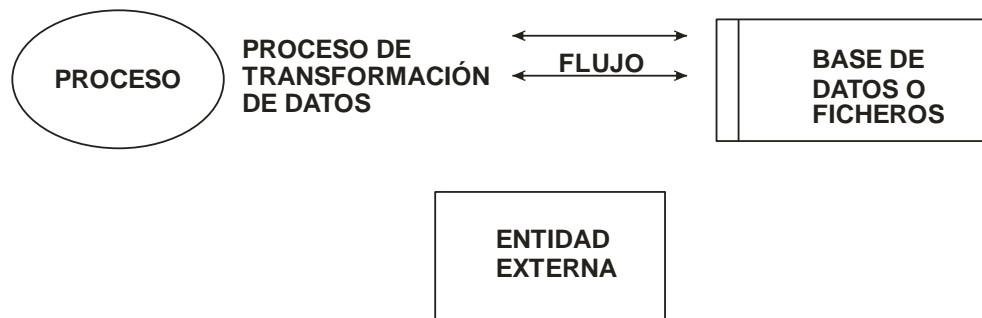 PROCESO
PROCESO DE
TRANSFORMACIÓN
DE DATOS
FLUJO
BASE DE
DATOS O
FICHEROS
ENTIDAD
EXTERNA